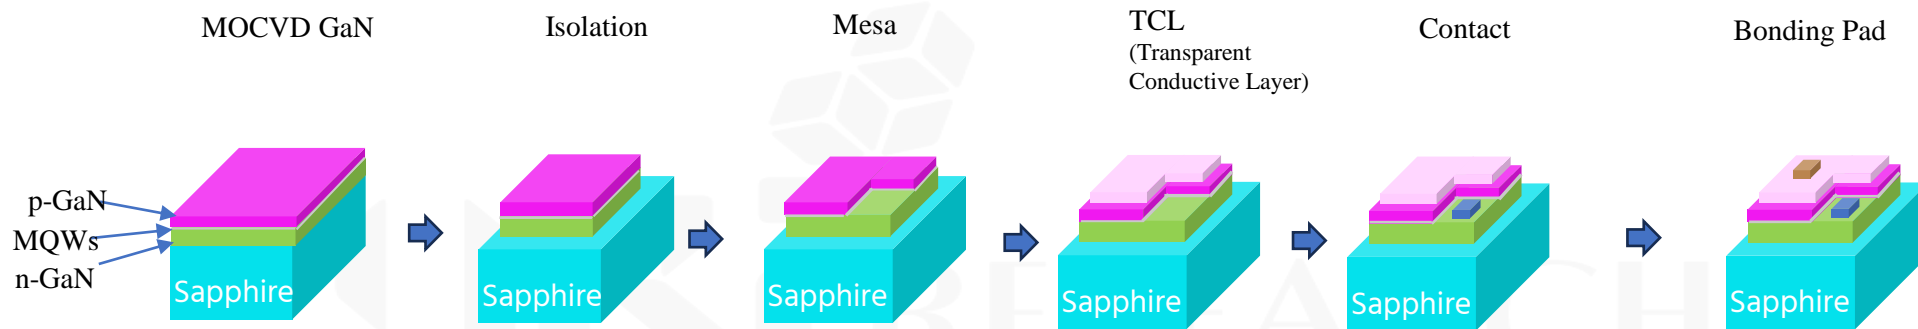 MOCVD GaN
Isolation
Mesa
TCL
(Transparent
Conductive Layer)
Contact
Bonding Pad
p-GaN
MQWs
n-GaN
Sapphire
Sapphire
Sapphire
Sapphire
Sapphire
Sapphire